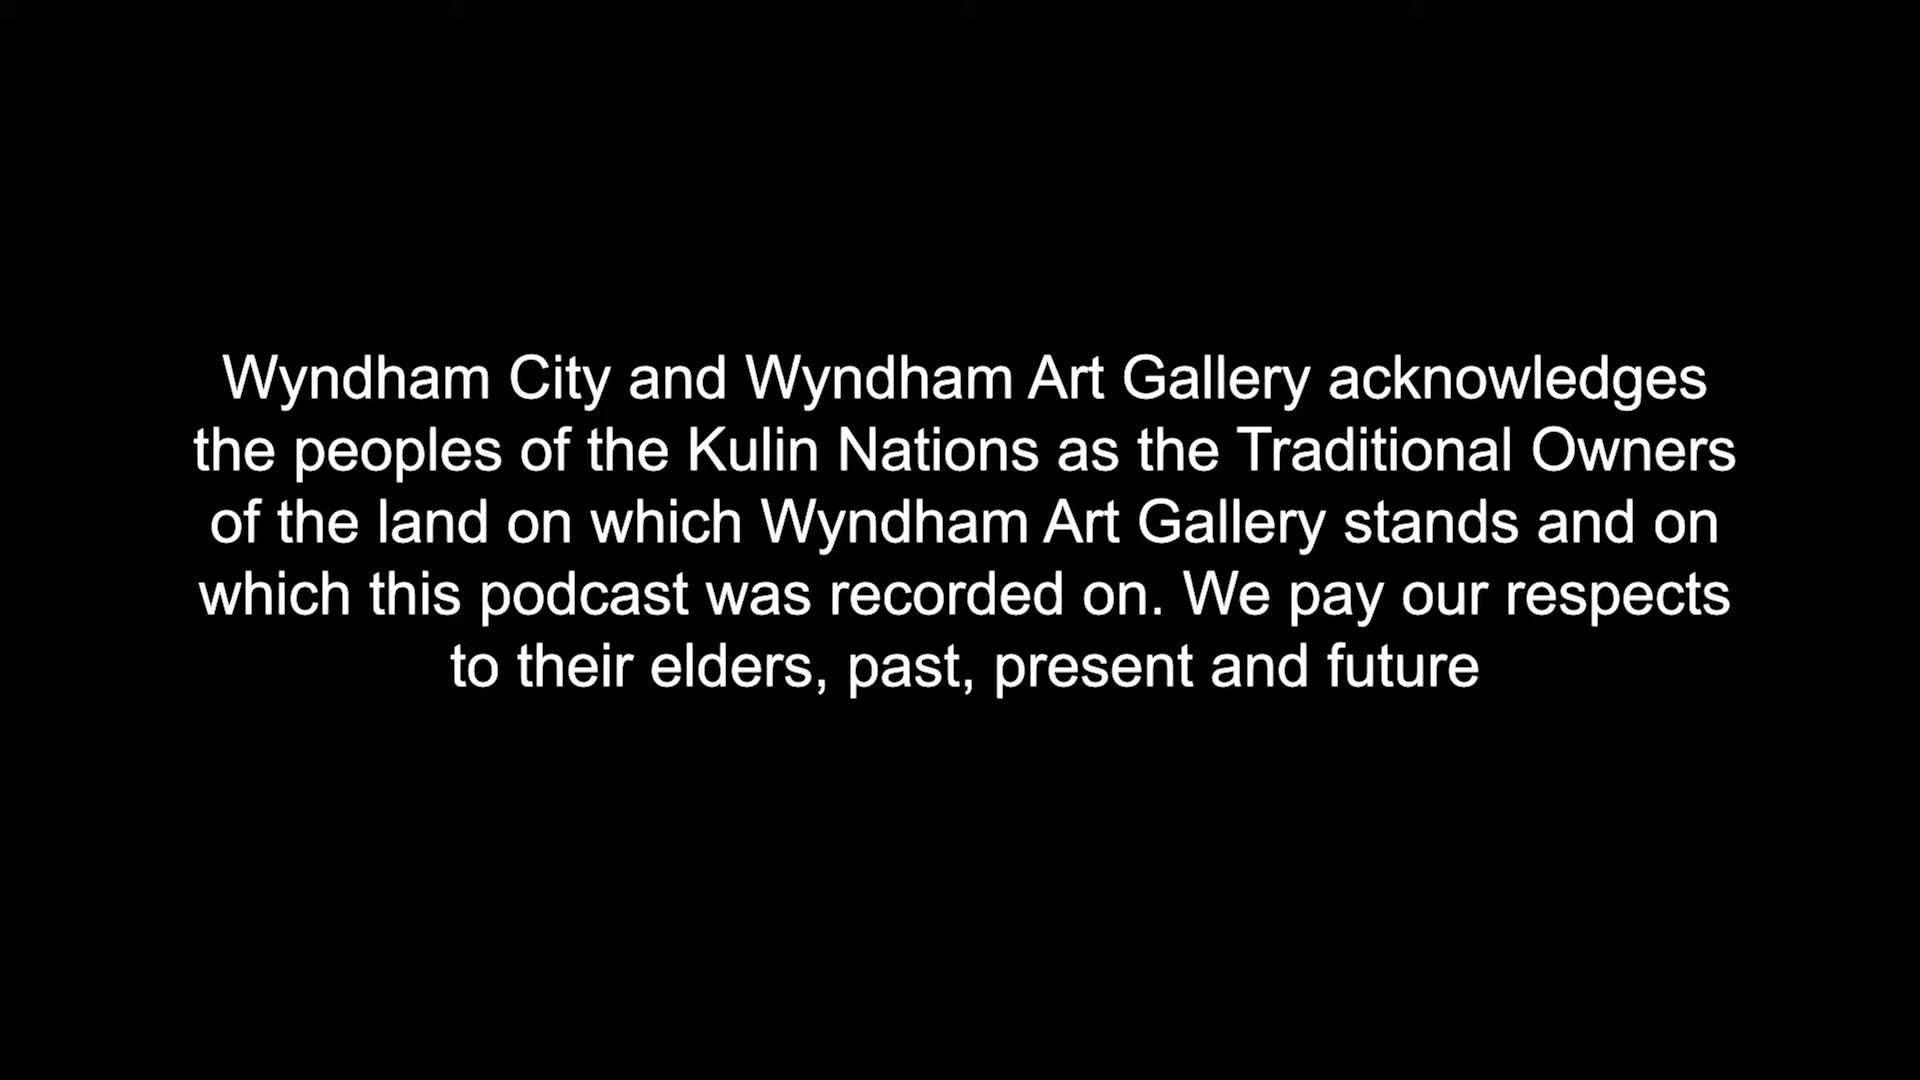 Wyndham City and Wyndham Art Gallery acknowledges
the peoples of the Kulin Nations as the Traditional Owners
of the land on which Wyndham Art Gallery stands and on
which this podcast was recorded on. We pay our respects
to their elders, past, present and future